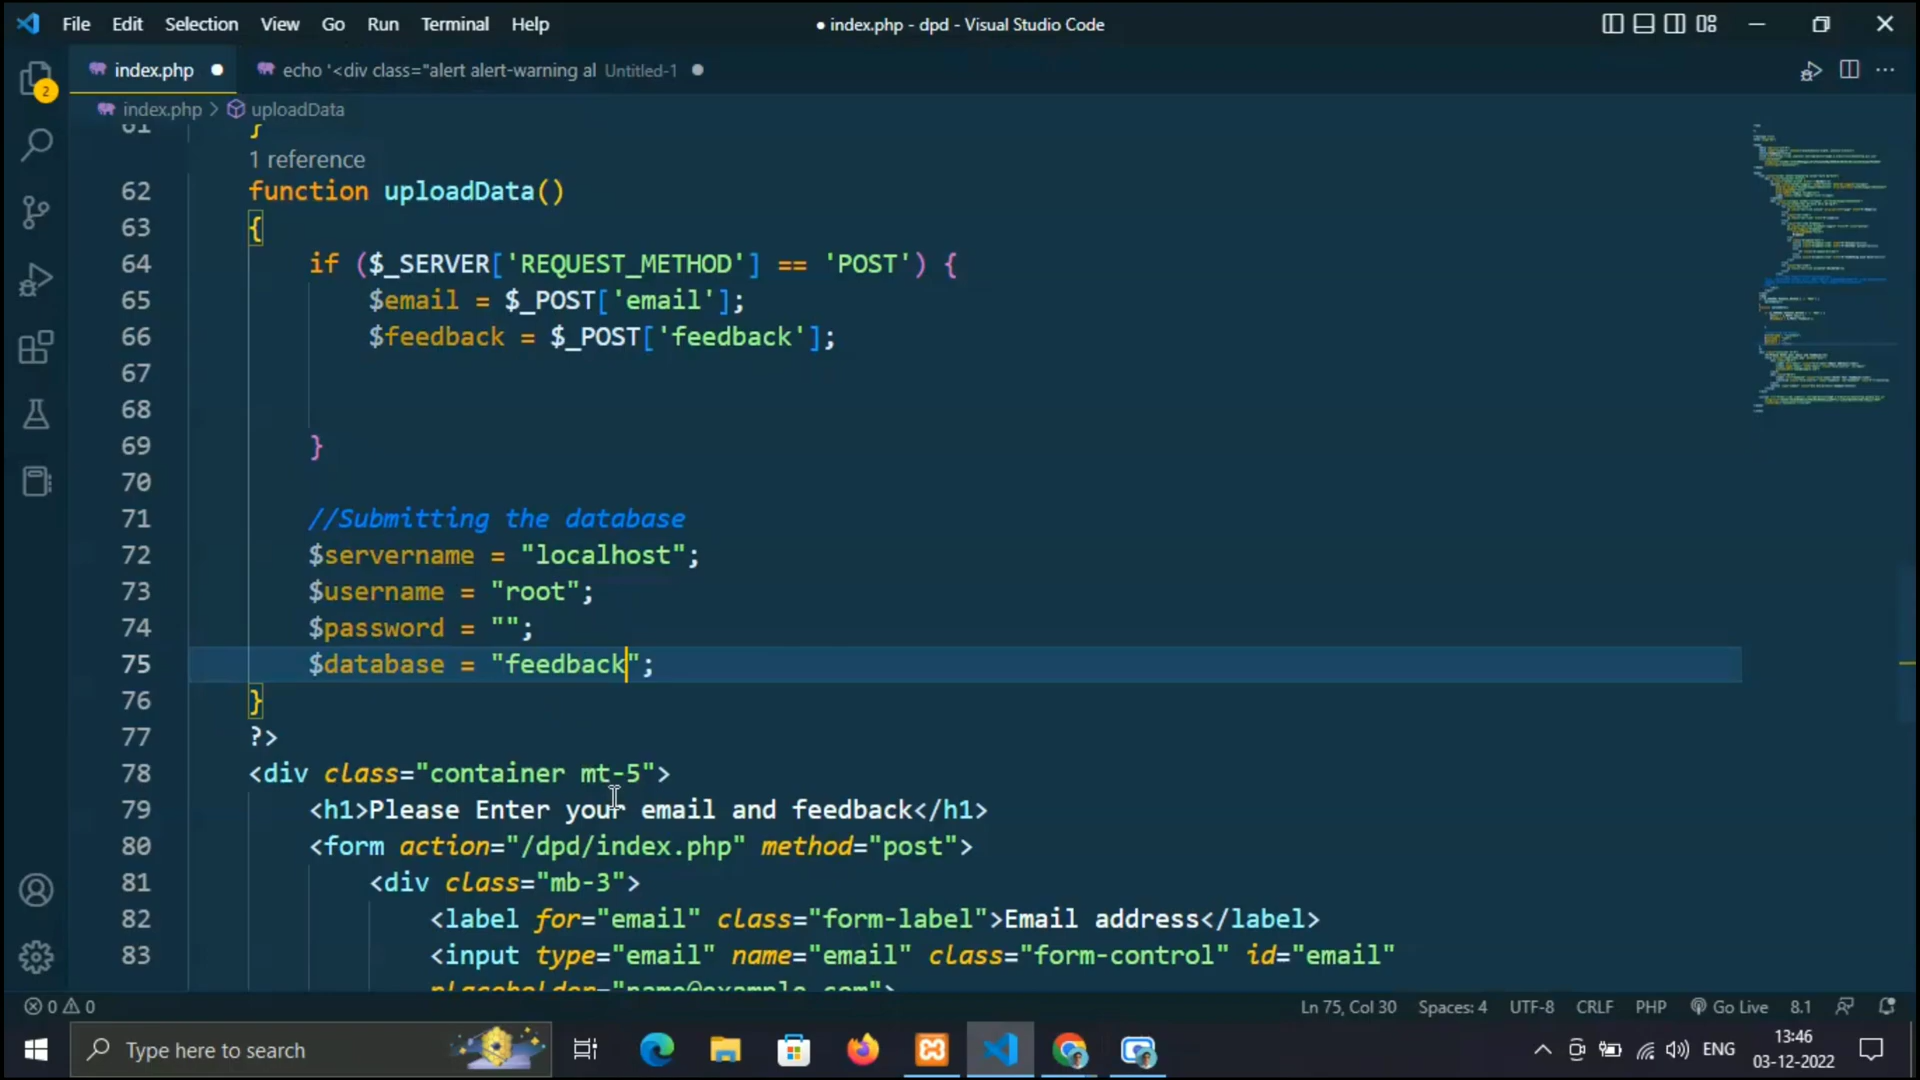 File Edit Selection View Go Run Terminal Help
● index.php - dpd - Visual Studio Code
index.php ● echo '<div class="alert alert-warning al Untitled-1 ●
2
index.php > uploadData
61 }
1 reference
62 function uploadData()
63 {
64 if ($_SERVER['REQUEST_METHOD'] == 'POST') {
65 $email = $_POST['email'];
66 $feedback = $_POST['feedback'];
67
68
69 }
70
71 //Submitting the database
72 $servername = "localhost";
73 $username = "root";
74 $password = "";
75 $database = "feedback";
76 }
77 ?>
78 <div class="container mt-5">
79 <h1>Please Enter your email and feedback</h1>
80 <form action="/dpd/index.php" method="post">
81 <div class="mb-3">
82 <label for="email" class="form-label">Email address</label>
83 <input type="email" name="email" class="form-control" id="email"
placeholder="name@example.com">
0 0 Ln 75, Col 30 Spaces: 4 UTF-8 CRLF PHP Go Live 8.1
Type here to search
ENG
13:46
03-12-2022